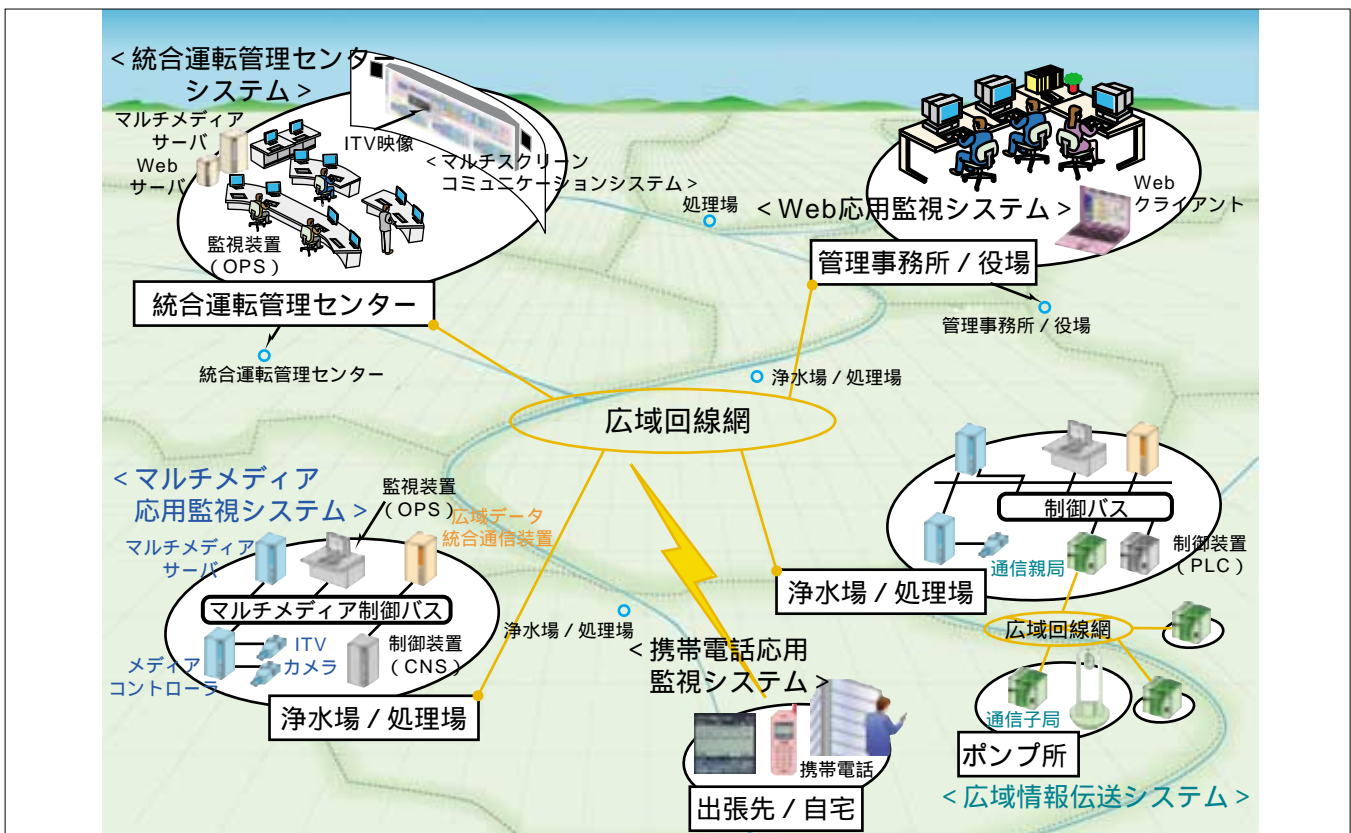 ＜統合運転管理センター
システム＞
マルチメディア
サーバ
Web
サーバ
ITV映像
＜マルチスクリーン
コミュニケーションシステム＞
監視装置
（OPS）
統合運転管理センター
統合運転管理センター
処理場
＜Web応用監視システム＞
Web
クライアント
管理事務所 / 役場
管理事務所 / 役場
浄水場 / 処理場
広域回線網
＜マルチメディア
応用監視システム＞
監視装置
（OPS）
広域データ
統合通信装置
マルチメディア
サーバ
マルチメディア制御バス
メディア
コントローラ
ITV
カメラ
制御装置
（CNS）
浄水場 / 処理場
浄水場 / 処理場
＜携帯電話応用
監視システム＞
携帯電話
出張先 / 自宅
制御バス
通信親局
制御装置
（PLC）
浄水場 / 処理場
広域回線網
通信子局
ポンプ所
＜広域情報伝送システム＞